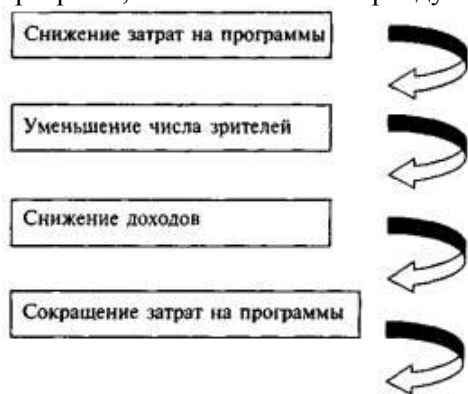 Снижение затрат на программы
Уменьшение числа зрителей
Снижение доходов
Сокращение затрат на программы